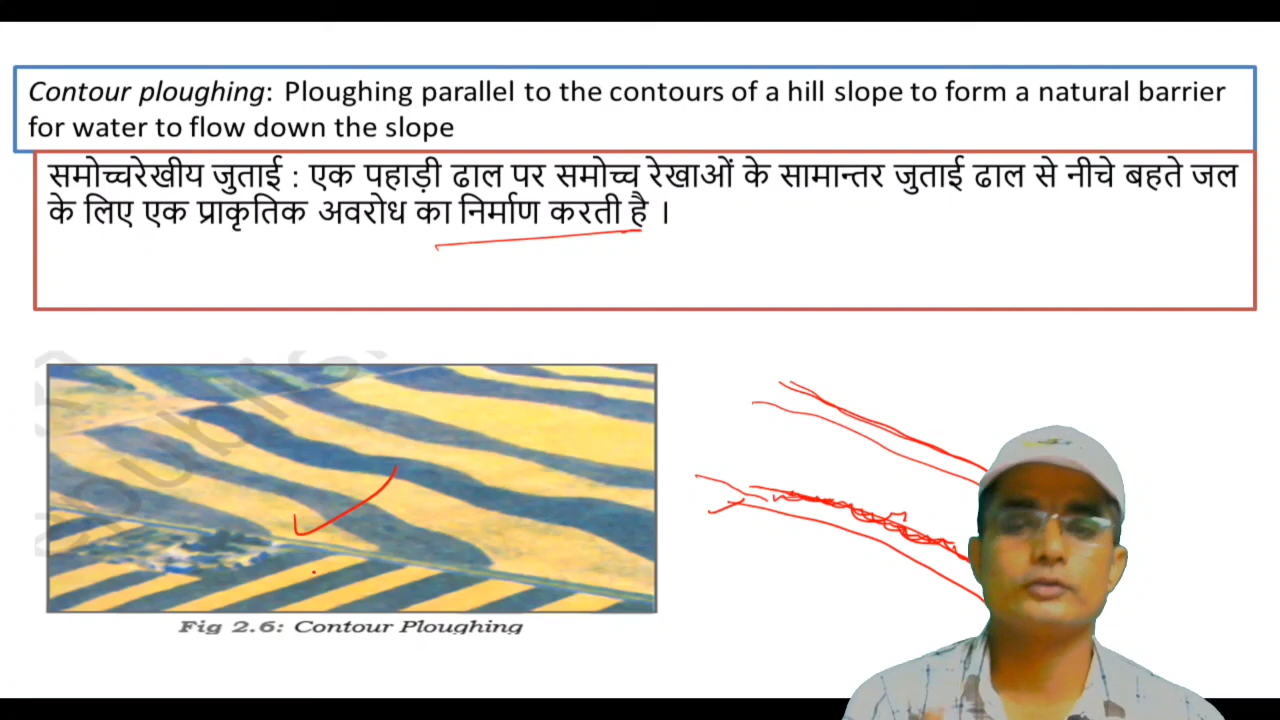 Contour ploughing: Ploughing parallel to the contours of a hill slope to form a natural barrier
for water to flow down the slope
समोच्चरेखीय जुताई : एक पहाड़ी ढाल पर समोच्च रेखाओं के सामान्तर जुताई ढाल से नीचे बहते जल
के लिए एक प्राकृतिक अवरोध का निर्माण करती है ।
Fig 2.6: Contour Ploughing